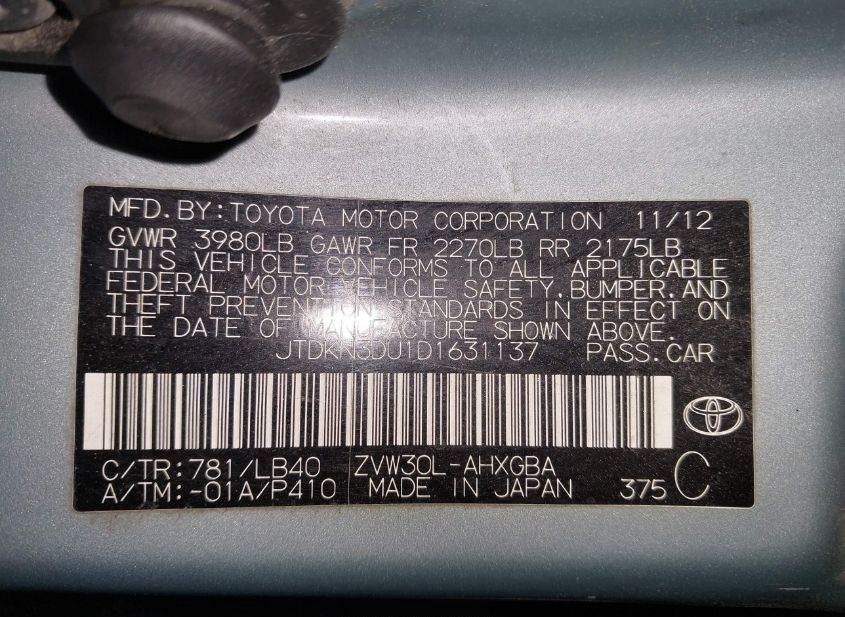 MFD.BY:TOYOTA MOTOR CORPORATION 11/12
GVWR 3980LB GAWR FR 2270LB RR 2175LB
THIS VEHICLE CONFORMS TO ALL APPLICABLE
FEDERAL MOTOR VEHICLE SAFETY,BUMPER,AND
THEFT PREVENTION STANDARDS IN EFFECT ON
THE DATE OF MANUFACTURE SHOWN ABOVE.
JTDKN3DU1D1631137 PASS.CAR
C/TR:781/LB40 ZVW30L-AHXGBA
A/TM:-01A/P410 MADE IN JAPAN 375 C